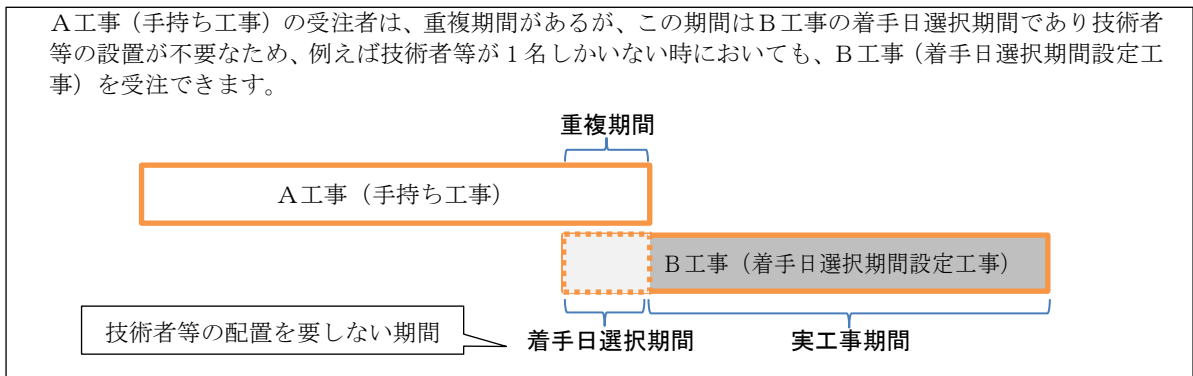 A工事(手持ち工事)の受注者は、重複期間があるが、この期間はB工事の着手日選択期間であり技術者
等の設置が不要なため、例えば技術者等が1名しかいない時においても、B工事(着手日選択期間設定工
事)を受注できます。
重複期間
A工事(手持ち工事)
B工事(着手日選択期間設定工事)
技術者等の配置を要しない期間
着手日選択期間
実工事期間